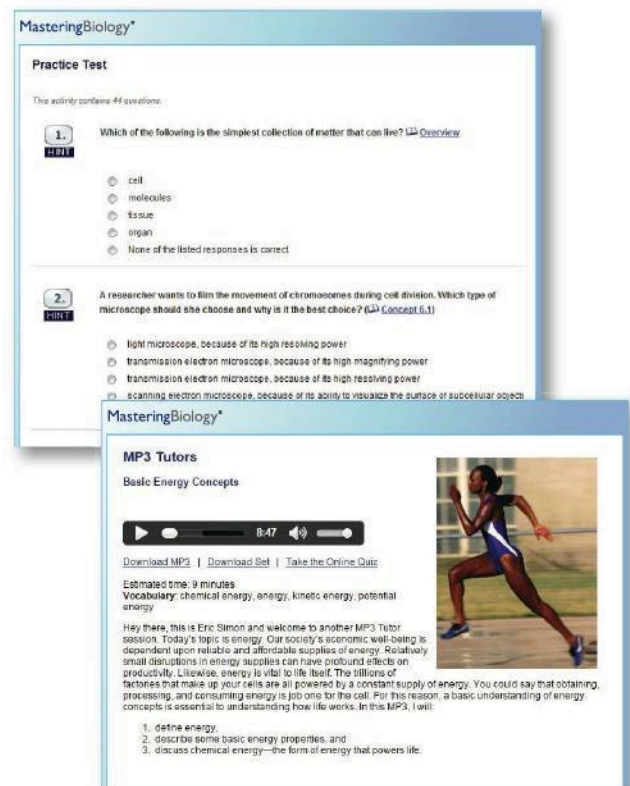 MasteringBiology®
Practice Test
This activity contains 44 questions.
1.
HINT
Which of the following is the simplest collection of matter that can live? Overview
cell
molecules
tissue
organ
None of the listed responses is correct
2.
HINT
A researcher wants to film the movement of chromosomes during cell division. Which type of
microscope should she choose and why is it the best choice? (Concept 6.1)
light microscope, because of its high resolving power
transmission electron microscope, because of its high magnifying power
transmission electron microscope, because of its high resolving power
scanning electron microscope, because of its ability to visualize the surface of subcellular objects
MasteringBiology®
MP3 Tutors
Basic Energy Concepts
8:47
Download MP3 | Download Set | Take the Online Quiz
Estimated time: 9 minutes
Vocabulary: chemical energy, energy, kinetic energy, potential
energy
Hey there, this is Eric Simon and welcome to another MP3 Tutor
session. Today's topic is energy. Our society's economic well-being is
dependent upon reliable and affordable supplies of energy. Relatively
small disruptions in energy supplies can have profound effects on
productivity. Likewise, energy is vital to life itself. The trillions of
factories that make up your cells are all powered by a constant supply of energy. You could say that obtaining,
processing, and consuming energy is job one for the cell. For this reason, a basic understanding of energy
concepts is essential to understanding how life works. In this MP3, I will:
1. define energy,
2. describe some basic energy properties, and
3. discuss chemical energy—the form of energy that powers life.